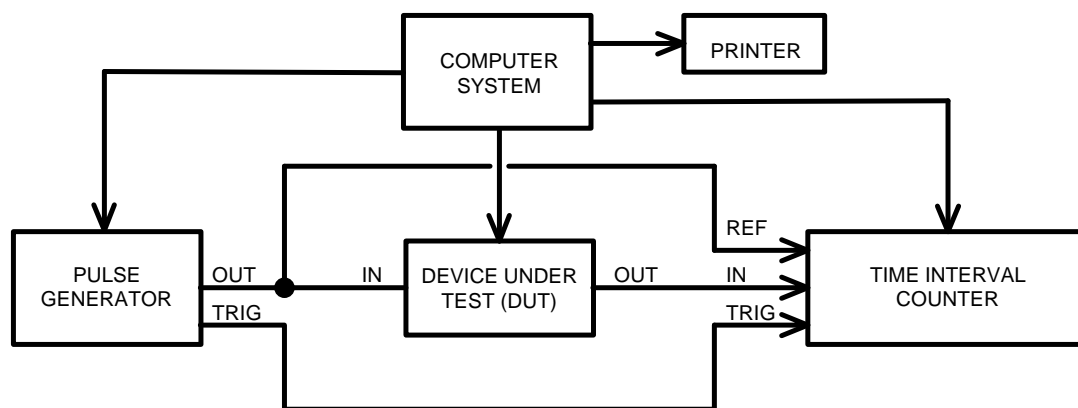 COMPUTER
SYSTEM
PRINTER
PULSE
GENERATOR
OUT
TRIG
IN
DEVICE UNDER
TEST (DUT)
OUT
REF
IN
TRIG
TIME INTERVAL
COUNTER